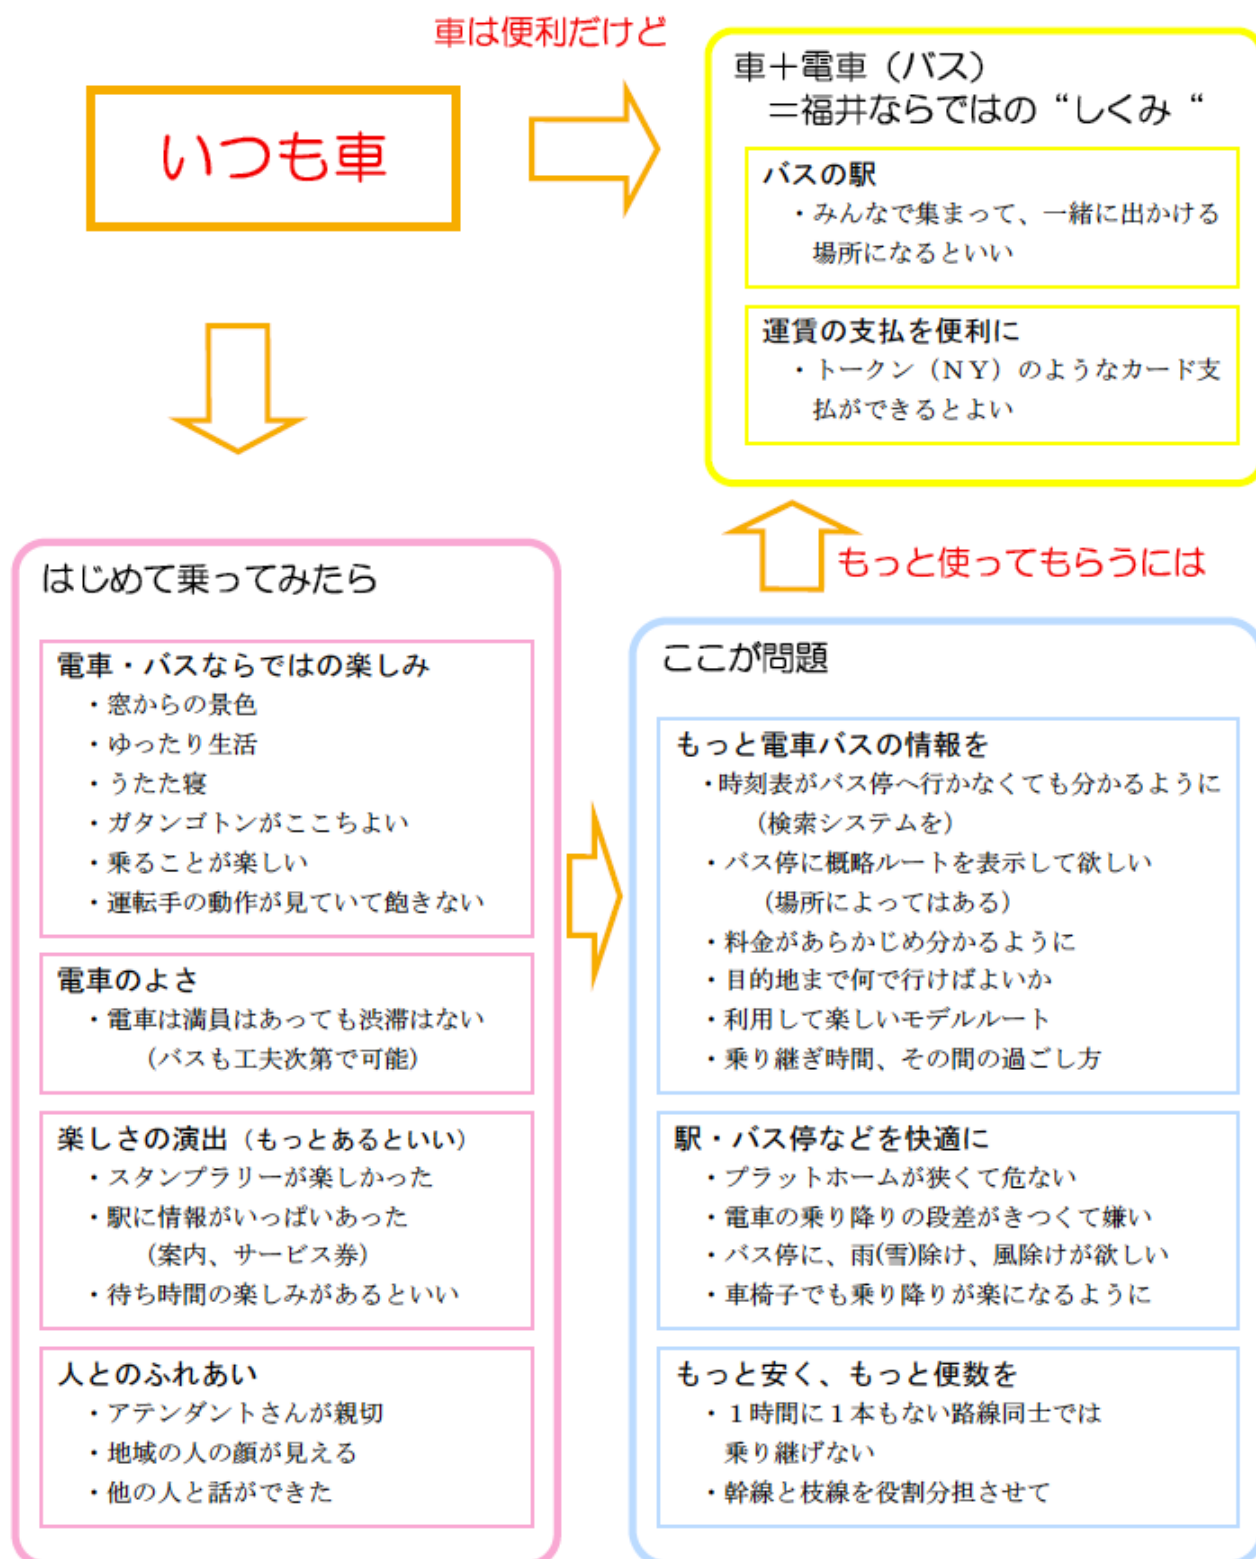 車は便利だけど
いつも車
車＋電車（バス）
＝福井ならではの“しくみ“
バスの駅
・みんなで集まって、一緒に出かける
場所になるといい
運賃の支払を便利に
・トークン（ＮＹ）のようなカード支
払ができるとよい
もっと使ってもらうには
はじめて乗ってみたら
電車・バスならではの楽しみ
・窓からの景色
・ゆったり生活
・うたた寝
・ガタンゴトンがここちよい
・乗ることが楽しい
・運転手の動作が見ていて飽きない
電車のよさ
・電車は満員はあっても渋滞はない
（バスも工夫次第で可能）
楽しさの演出（もっとあるといい）
・スタンプラリーが楽しかった
・駅に情報がいっぱいあった
（案内、サービス券）
・待ち時間の楽しみがあるといい
人とのふれあい
・アテンダントさんが親切
・地域の人の顔が見える
・他の人と話ができた
ここが問題
もっと電車バスの情報を
・時刻表がバス停へ行かなくても分かるように
（検索システムを）
・バス停に概略ルートを表示して欲しい
（場所によってはある）
・料金があらかじめ分かるように
・目的地まで何で行けばよいか
・利用して楽しいモデルルート
・乗り継ぎ時間、その間の過ごし方
駅・バス停などを快適に
・プラットホームが狭くて危ない
・電車の乗り降りの段差がきつくて嫌い
・バス停に、雨(雪)除け、風除けが欲しい
・車椅子でも乗り降りが楽になるように
もっと安く、もっと便数を
・１時間に１本もない路線同士では
乗り継げない
・幹線と枝線を役割分担させて